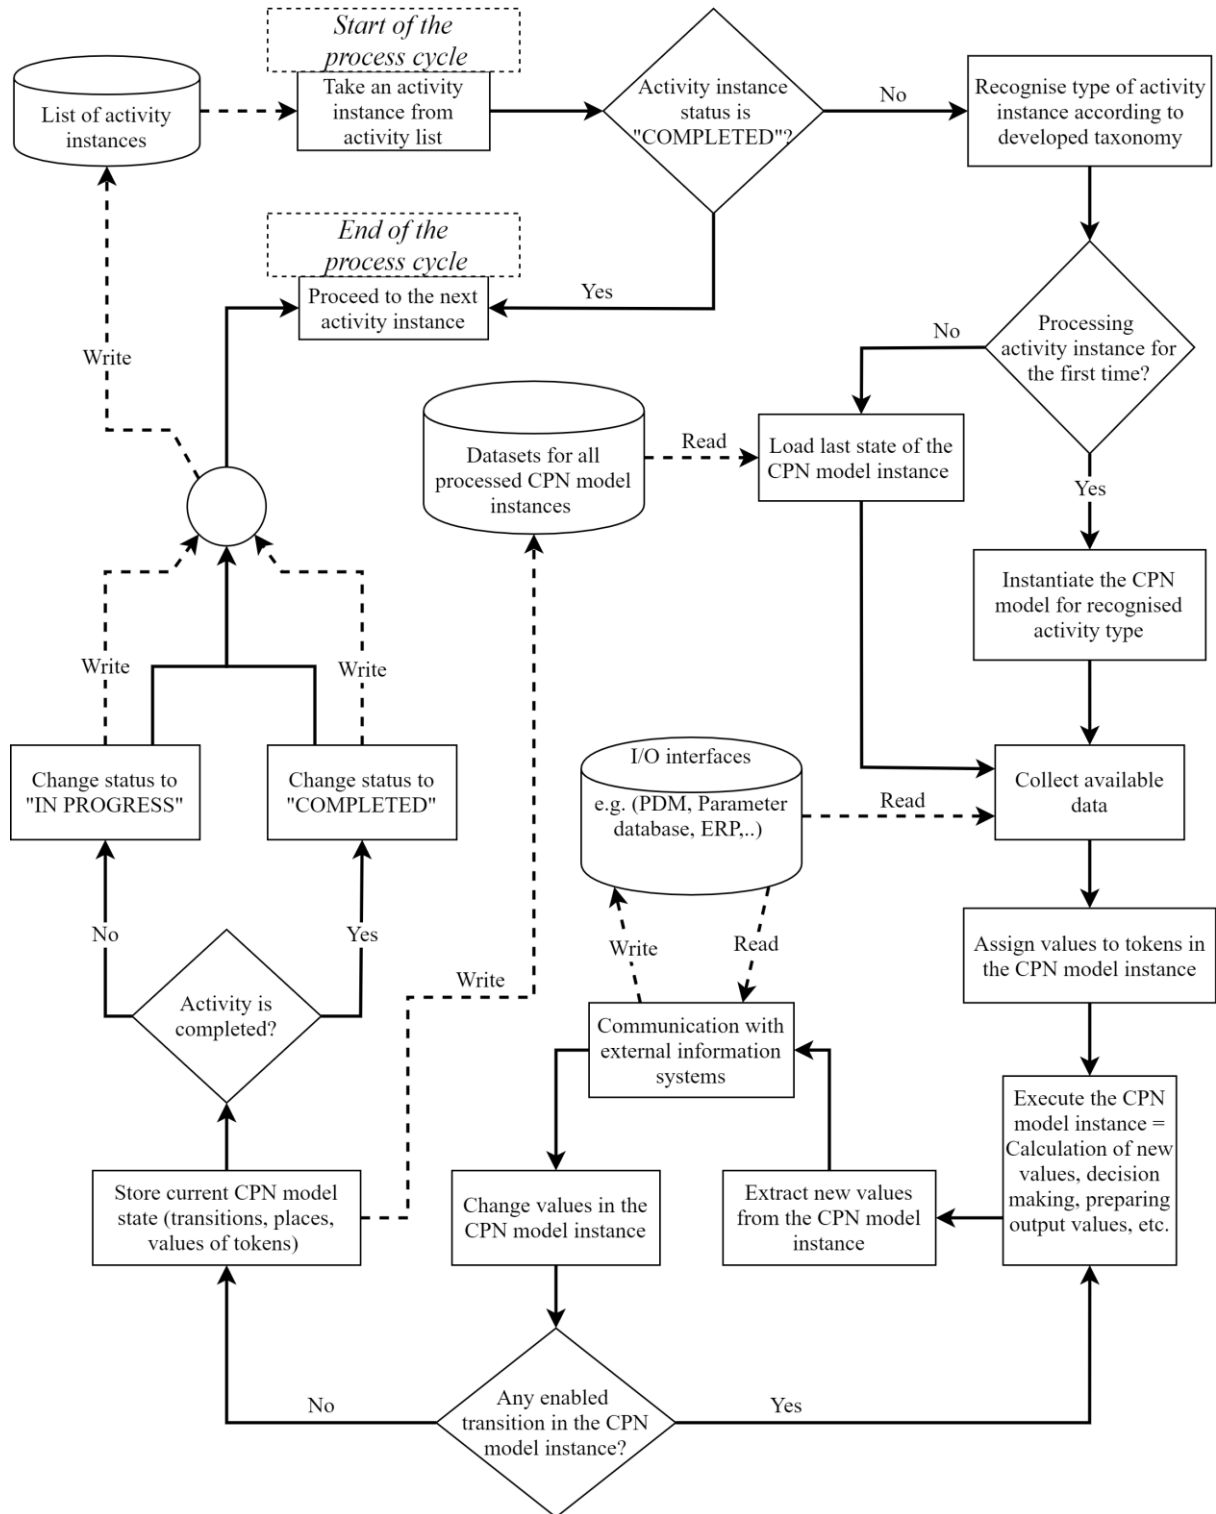 Start of the
process cycle
List of activity
instances
Take an activity
instance from
activity list
Activity instance
status is
"COMPLETED"?
No
Recognise type of activity
instance according to
developed taxonomy
End of the
process cycle
Proceed to the next
activity instance
Yes
Write
No
Processing
activity instance for
the first time?
Datasets for all
processed CPN model
instances
Read
Load last state of the
CPN model instance
Yes
Instantiate the CPN
model for recognised
activity type
Write
Write
Change status to
"IN PROGRESS"
Change status to
"COMPLETED"
I/O interfaces
e.g. (PDM, Parameter
database, ERP,..)
Read
Collect available
data
No
Yes
Write
Read
Assign values to tokens in
the CPN model instance
Activity is
completed?
Write
Communication with
external information
systems
Execute the CPN
model instance =
Calculation of new
values, decision
making, preparing
output values, etc.
Store current CPN model
state (transitions, places,
values of tokens)
Change values in the
CPN model instance
Extract new values
from the CPN model
instance
No
Any enabled
transition in the CPN
model instance?
Yes